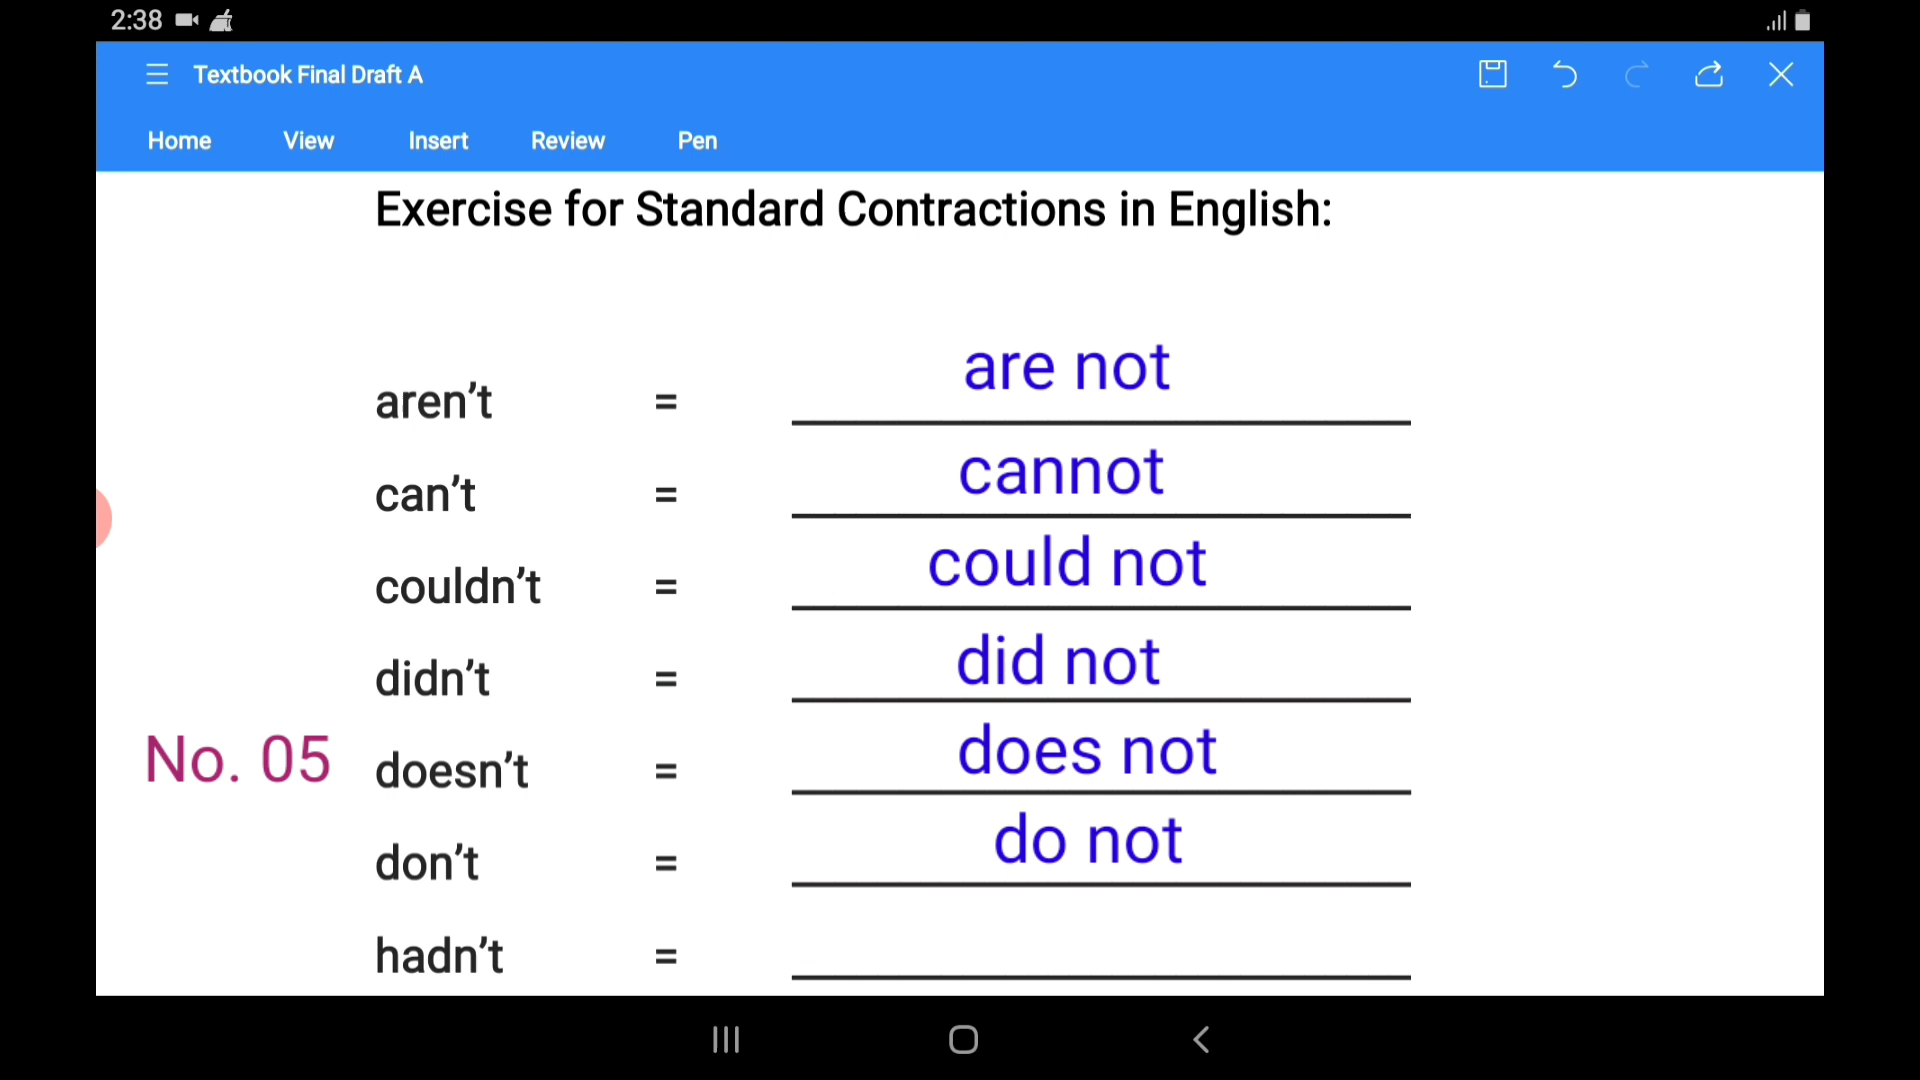 2:38
Textbook Final Draft A
Home View Insert Review Pen
Exercise for Standard Contractions in English:
aren’t = are not
can’t = cannot
couldn’t = could not
didn’t = did not
No. 05 doesn’t = does not
don’t = do not
hadn’t =